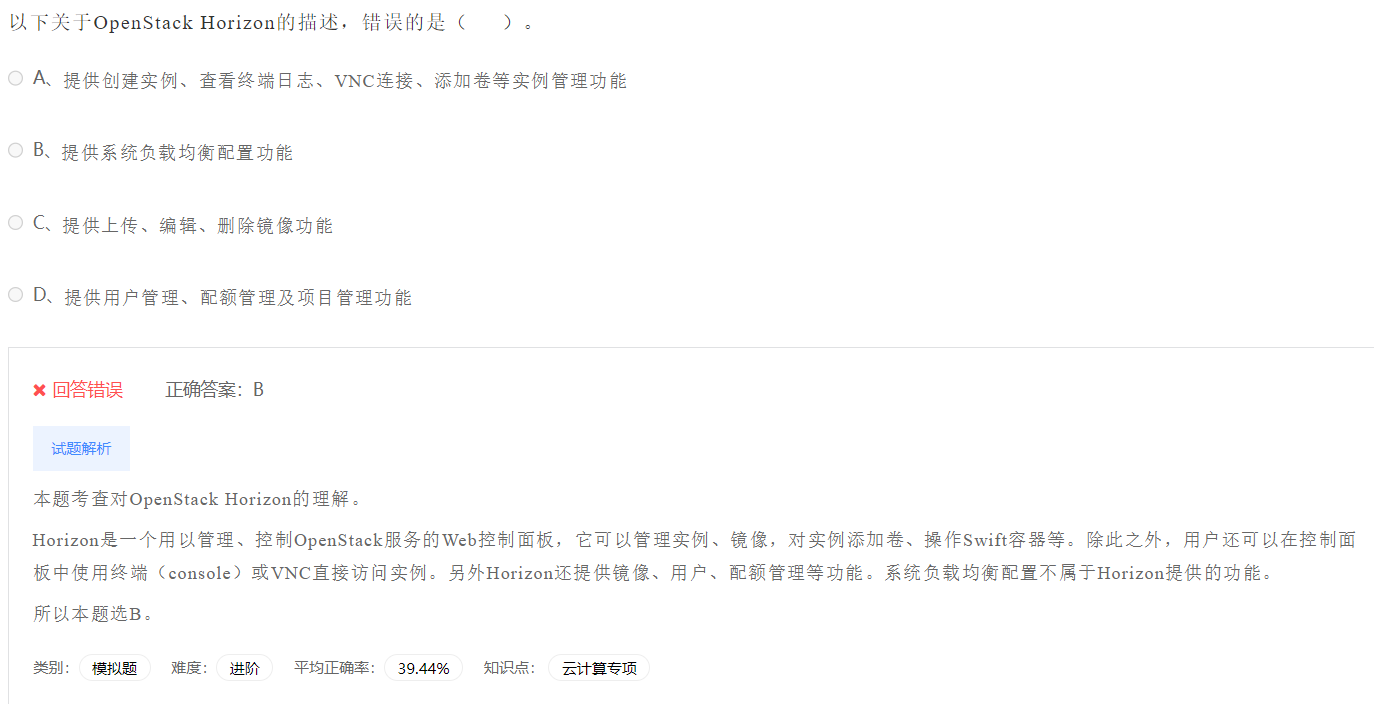 以下关于OpenStack Horizon的描述，错误的是（　　）。
A、提供创建实例、查看终端日志、VNC连接、添加卷等实例管理功能
B、提供系统负载均衡配置功能
C、提供上传、编辑、删除镜像功能
D、提供用户管理、配额管理及项目管理功能
回答错误 正确答案：B
试题解析
本题考查对OpenStack Horizon的理解。
Horizon是一个用以管理、控制OpenStack服务的Web控制面板，它可以管理实例、镜像，对实例添加卷、操作Swift容器等。除此之外，用户还可以在控制面
板中使用终端（console）或VNC直接访问实例。另外Horizon还提供镜像、用户、配额管理等功能。系统负载均衡配置不属于Horizon提供的功能。
所以本题选B。
类别： 模拟题 难度： 进阶 平均正确率： 39.44% 知识点： 云计算专项